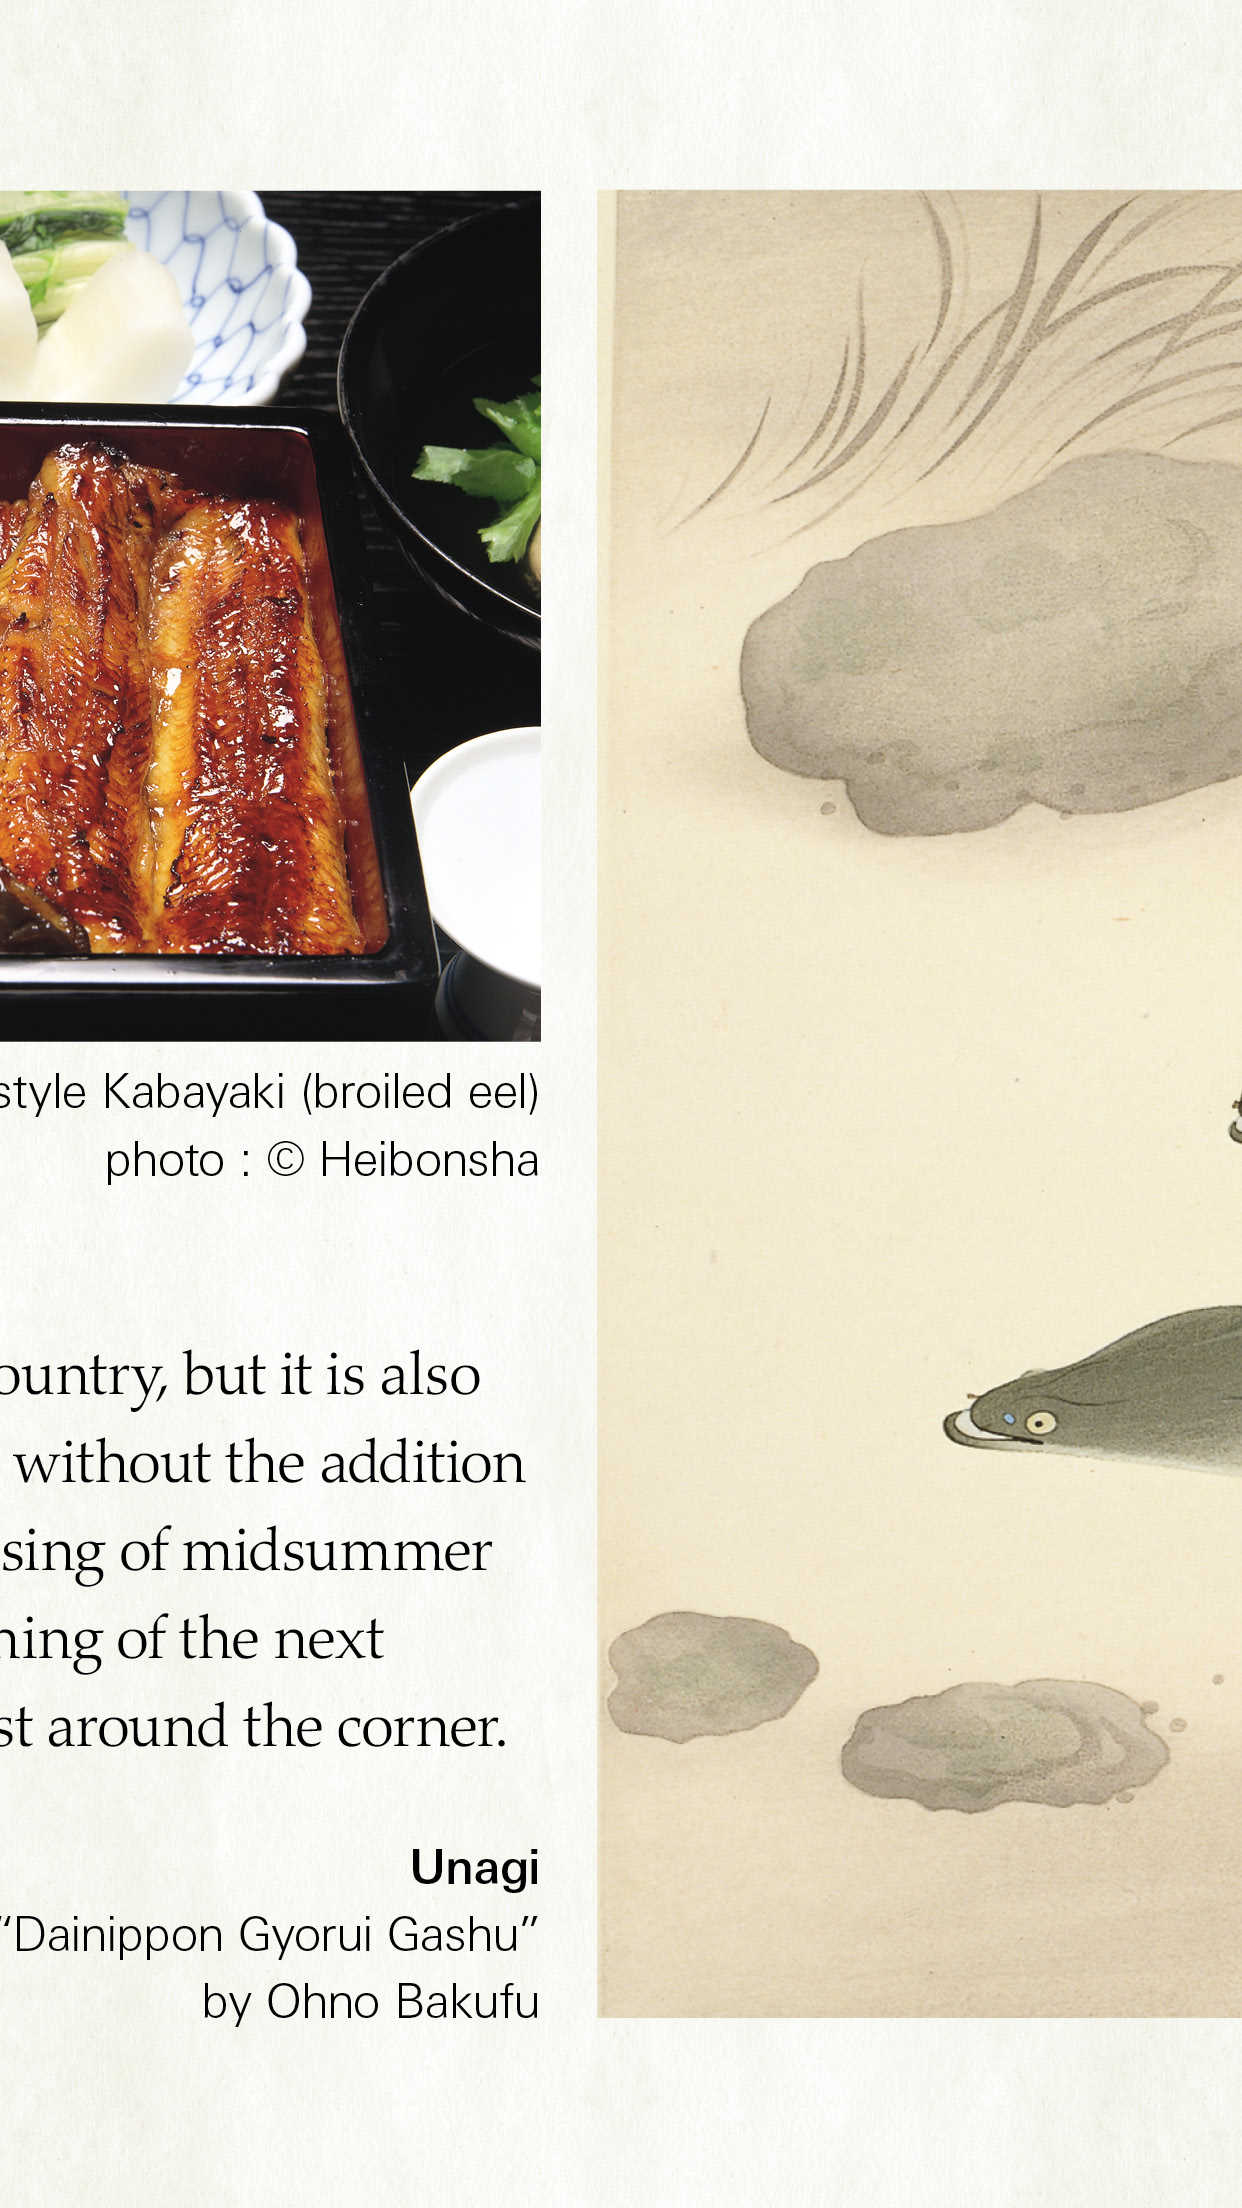 style Kabayaki (broiled eel)
photo : © Heibonsha
ountry, but it is also
without the addition
sing of midsummer
ning of the next
st around the corner.
Unagi
“Dainippon Gyorui Gashu”
by Ohno Bakufu